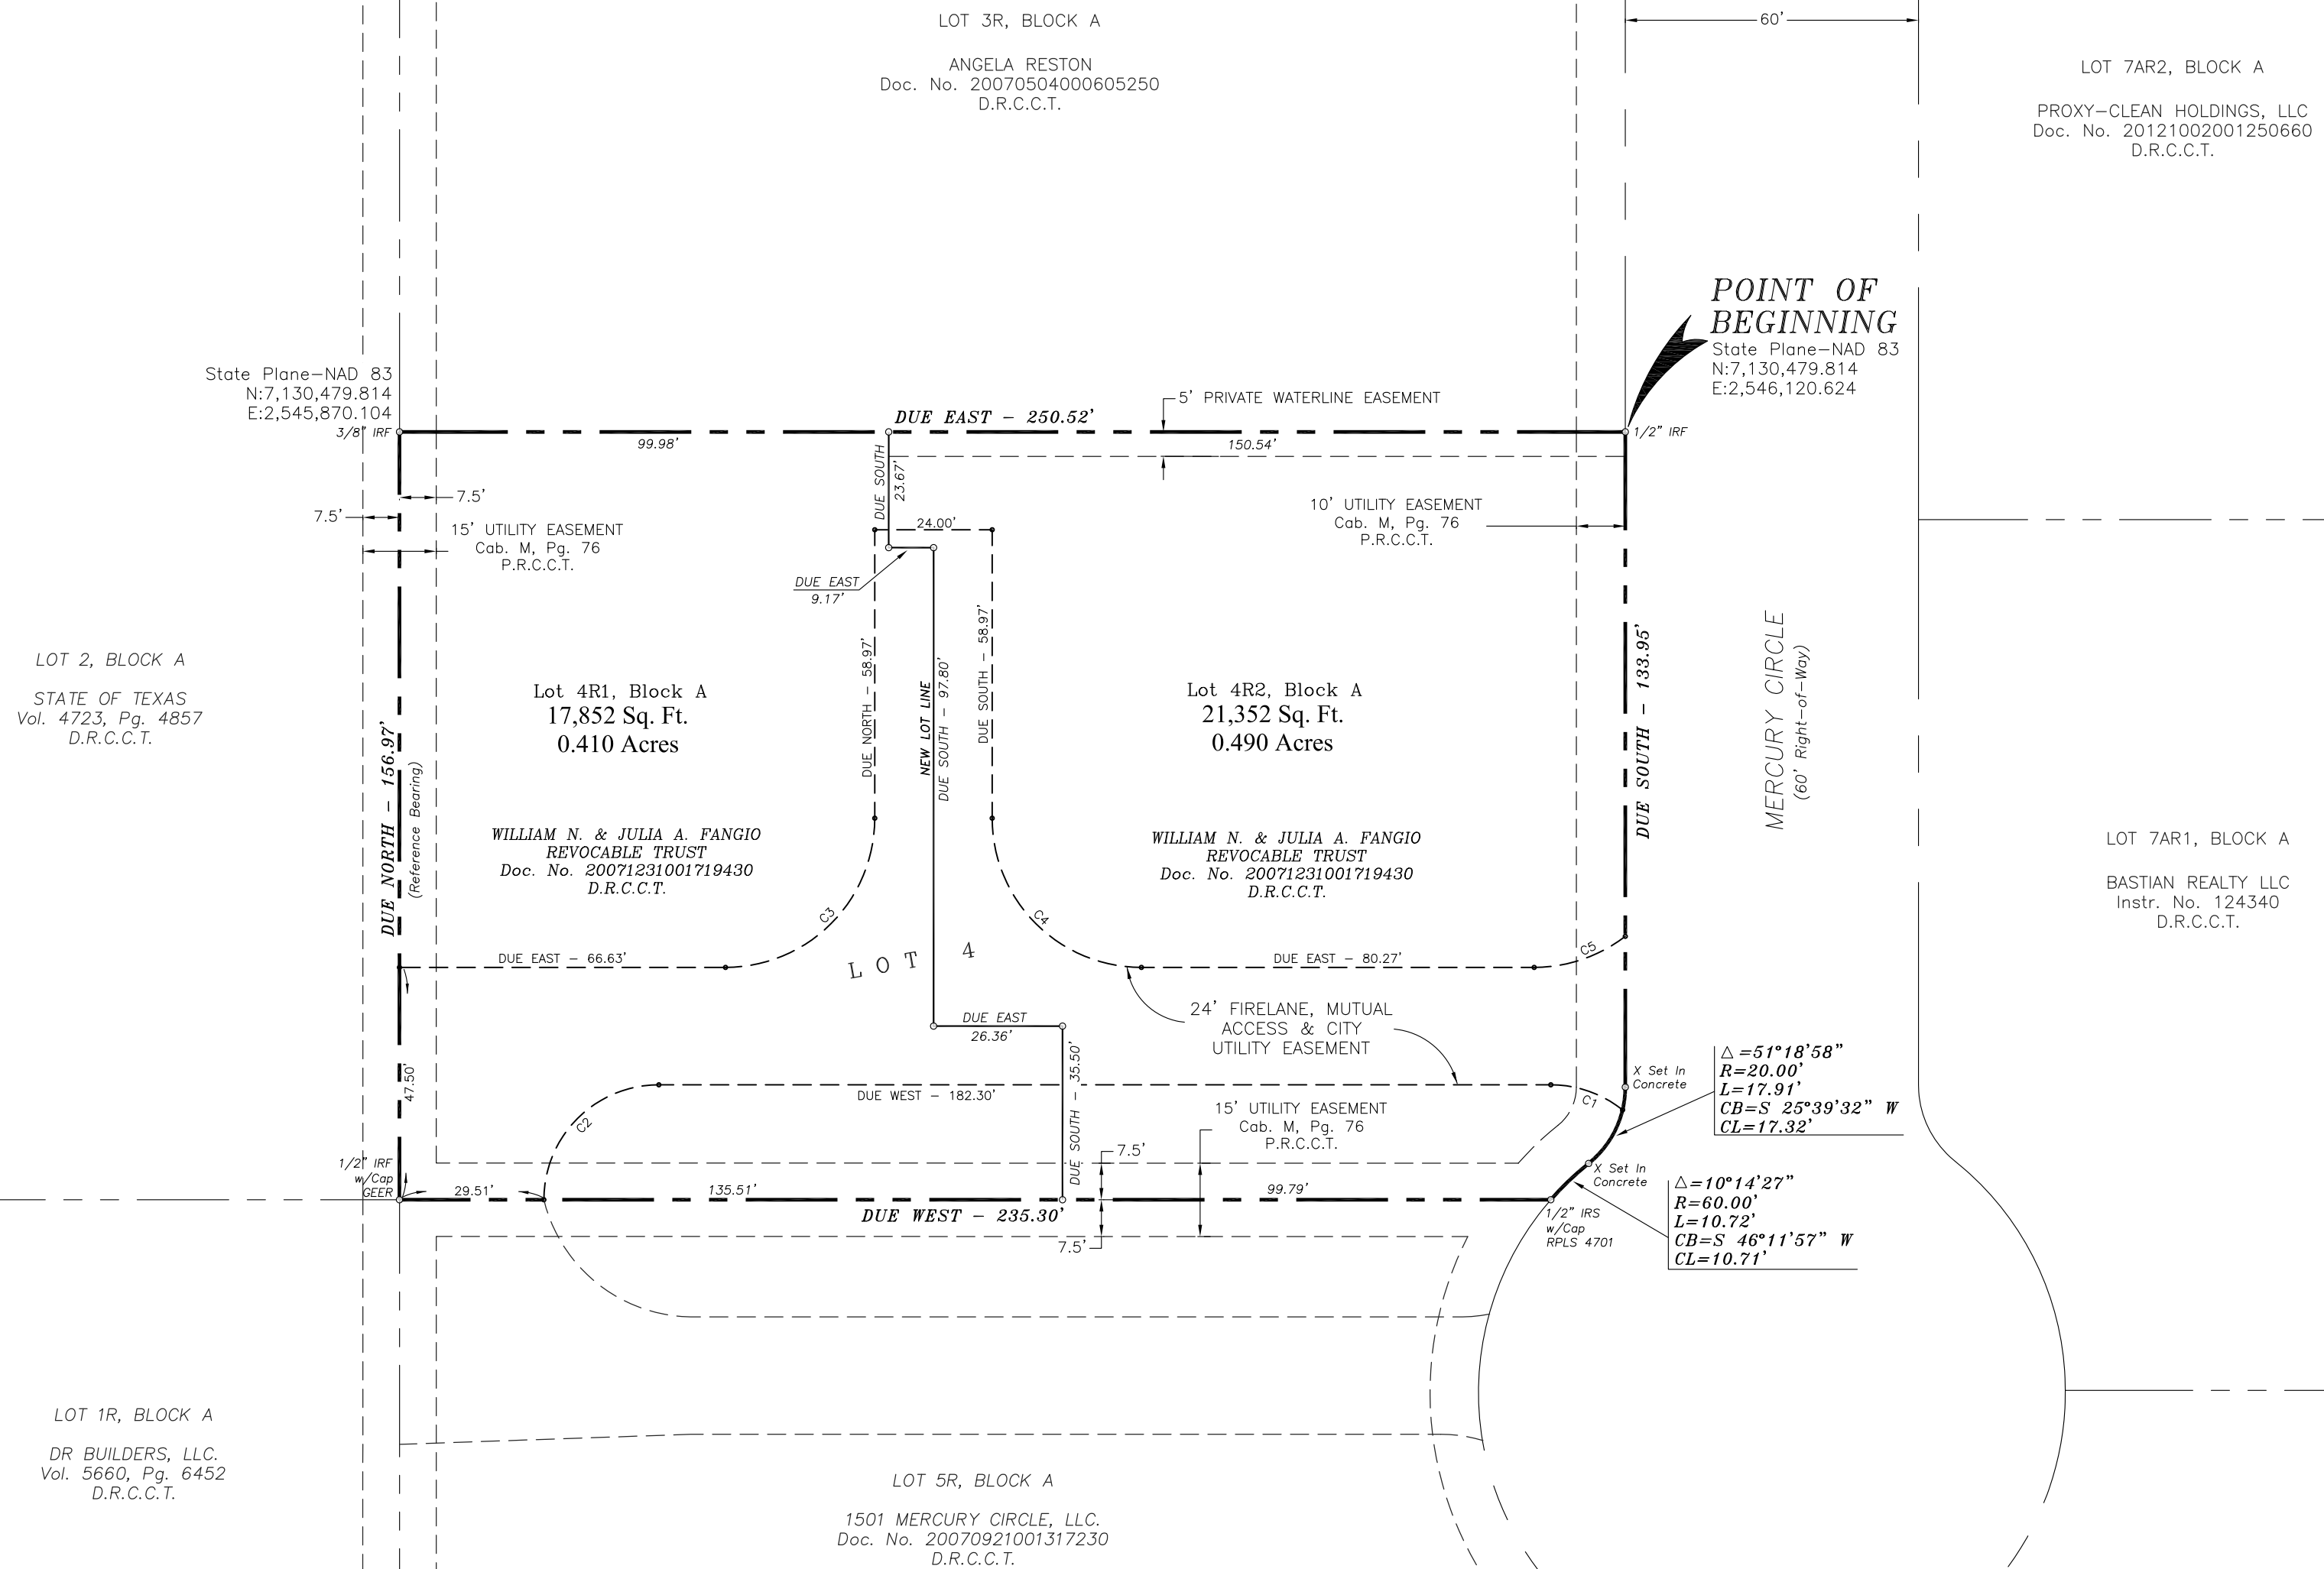 LOT 3R, BLOCK A
ANGELA RESTON
Doc. No. 20070504000605250
D.R.C.C.T.
60'
LOT 7AR2, BLOCK A
PROXY-CLEAN HOLDINGS, LLC
Doc. No. 20121002001250660
D.R.C.C.T.
POINT OF
BEGINNING
State Plane-NAD 83
N:7,130,479.814
E:2,546,120.624
1/2" IRF
State Plane-NAD 83
N:7,130,479.814
E:2,545,870.104
3/8" IRF
DUE EAST - 250.52'
99.98'
150.54'
5' PRIVATE WATERLINE EASEMENT
7.5'
7.5'
15' UTILITY EASEMENT
Cab. M, Pg. 76
P.R.C.C.T.
DUE SOUTH
23.67'
24.00'
DUE EAST
9.17'
10' UTILITY EASEMENT
Cab. M, Pg. 76
P.R.C.C.T.
LOT 2, BLOCK A
STATE OF TEXAS
Vol. 4723, Pg. 4857
D.R.C.C.T.
DUE NORTH - 156.97'
(Reference Bearing)
Lot 4R1, Block A
17,852 Sq. Ft.
0.410 Acres
WILLIAM N. & JULIA A. FANGIO
REVOCABLE TRUST
Doc. No. 20071231001719430
D.R.C.C.T.
DUE NORTH - 58.97'
NEW LOT LINE
DUE SOUTH - 97.80'
DUE SOUTH - 58.97'
Lot 4R2, Block A
21,352 Sq. Ft.
0.490 Acres
WILLIAM N. & JULIA A. FANGIO
REVOCABLE TRUST
Doc. No. 20071231001719430
D.R.C.C.T.
DUE SOUTH - 133.95'
MERCURY CIRCLE
(60' Right-of-Way)
LOT 7AR1, BLOCK A
BASTIAN REALTY LLC
Instr. No. 124340
D.R.C.C.T.
C3
C4
C5
LOT 4
DUE EAST - 66.63'
DUE EAST - 80.27'
24' FIRELANE, MUTUAL
ACCESS & CITY
UTILITY EASEMENT
DUE EAST
26.36'
47.50'
DUE SOUTH - 35.50'
DUE WEST - 182.30'
C2
C1
X Set In
Concrete
△=51°18'58"
R=20.00'
L=17.91'
CB=S 25°39'32" W
CL=17.32'
15' UTILITY EASEMENT
Cab. M, Pg. 76
P.R.C.C.T.
7.5'
1/2" IRF
w/Cap
GEER
29.51'
135.51'
99.79'
DUE WEST - 235.30'
7.5'
X Set In
Concrete
1/2" IRS
w/Cap
RPLS 4701
△=10°14'27"
R=60.00'
L=10.72'
CB=S 46°11'57" W
CL=10.71'
LOT 1R, BLOCK A
DR BUILDERS, LLC.
Vol. 5660, Pg. 6452
D.R.C.C.T.
LOT 5R, BLOCK A
1501 MERCURY CIRCLE, LLC.
Doc. No. 20070921001317230
D.R.C.C.T.